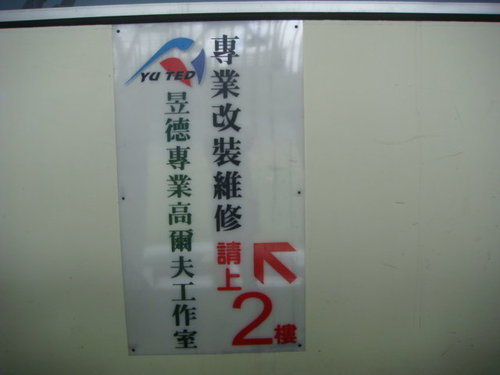 專業改裝維修
請上
2樓
YU TED
昱德專業高爾夫工作室